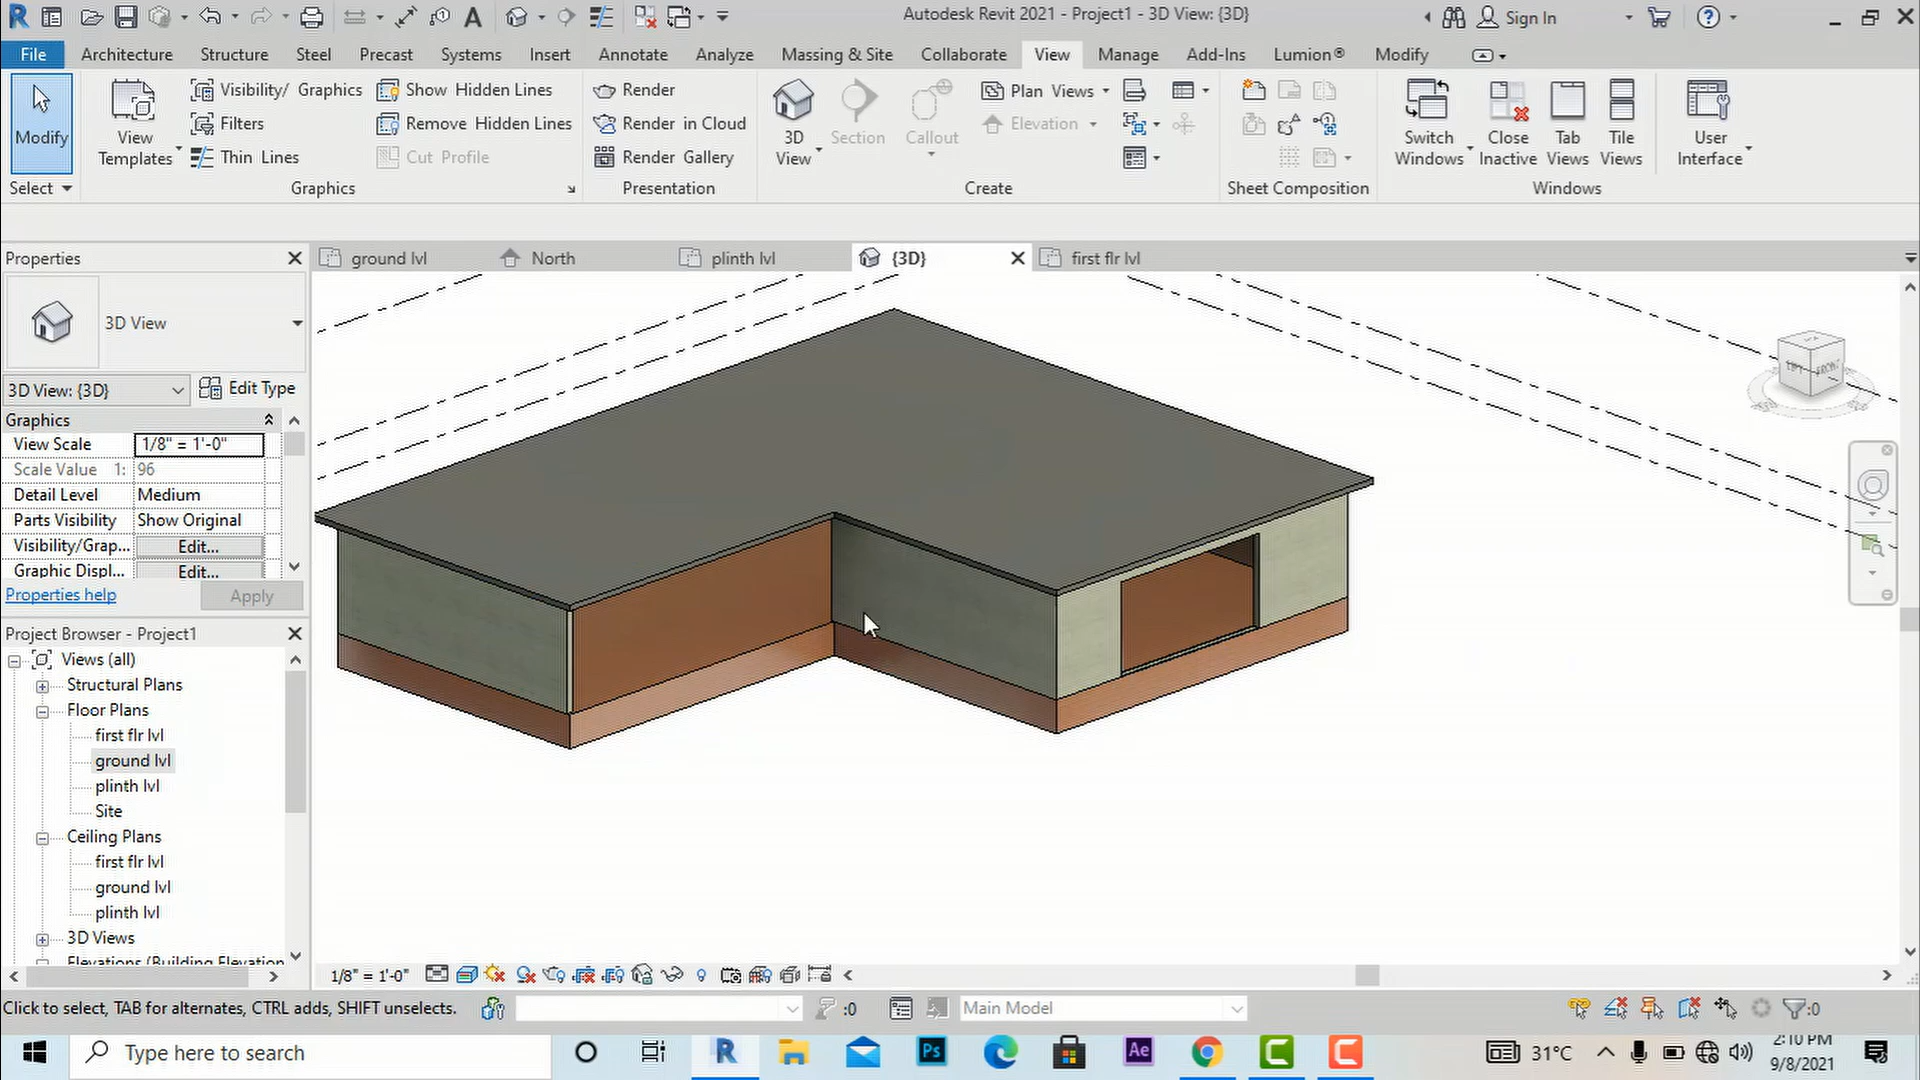 Autodesk Revit 2021 - Project1 - 3D View: {3D}
Sign In
File Architecture Structure Steel Precast Systems Insert Annotate Analyze Massing & Site Collaborate View Manage Add-Ins Lumion® Modify
Modify
View Templates
Visibility/ Graphics
Filters
Thin Lines
Show Hidden Lines
Remove Hidden Lines
Cut Profile
Render
Render in Cloud
Render Gallery
3D View
Section
Callout
Plan Views
Elevation
Switch Windows
Close Inactive
Tab Views
Tile Views
User Interface
Select
Graphics
Presentation
Create
Sheet Composition
Windows
Properties
ground lvl
North
plinth lvl
{3D}
first flr lvl
3D View
3D View: {3D}
Edit Type
Graphics
View Scale 1/8" = 1'-0"
Scale Value 1: 96
Detail Level Medium
Parts Visibility Show Original
Visibility/Grap... Edit...
Graphic Displ... Edit...
Properties help
Apply
FRONT
Project Browser - Project1
Views (all)
Structural Plans
Floor Plans
first flr lvl
ground lvl
plinth lvl
Site
Ceiling Plans
first flr lvl
ground lvl
plinth lvl
3D Views
Elevations (Building Elevation
1/8" = 1'-0"
Click to select, TAB for alternates, CTRL adds, SHIFT unselects.
:0
Main Model
:0
Type here to search
Ps
Ae
31°C
2:10 PM
9/8/2021